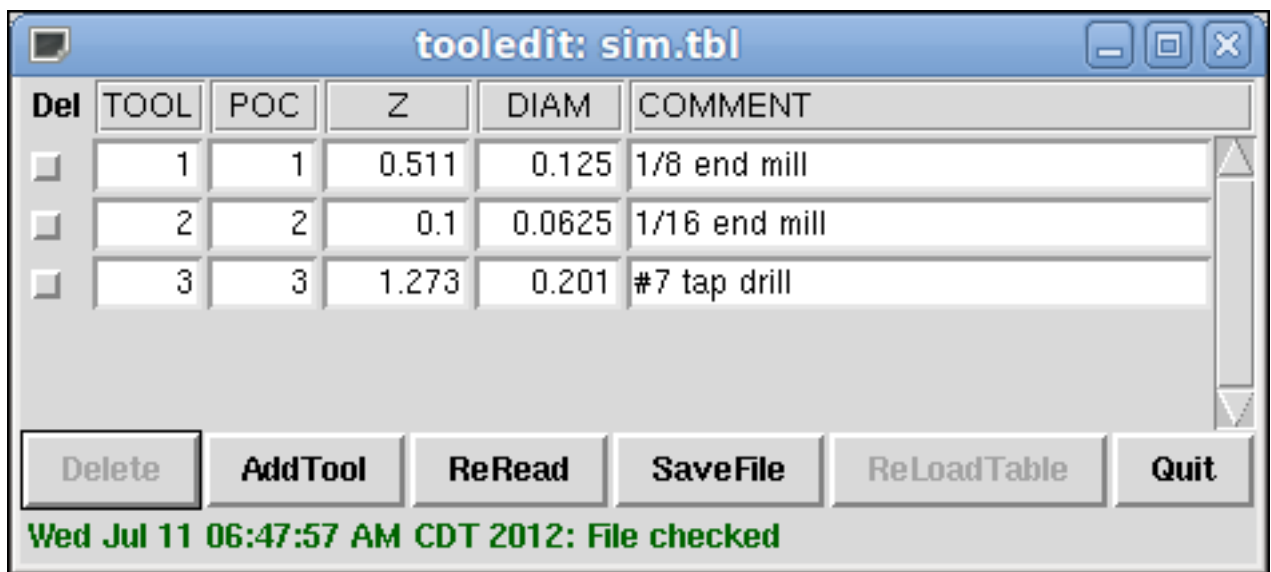 tooledit: sim.tbl
Del TOOL POC Z DIAM COMMENT
1 1 0.511 0.125 1/8 end mill
2 2 0.1 0.0625 1/16 end mill
3 3 1.273 0.201 #7 tap drill
Delete AddTool ReRead SaveFile ReLoadTable Quit
Wed Jul 11 06:47:57 AM CDT 2012: File checked